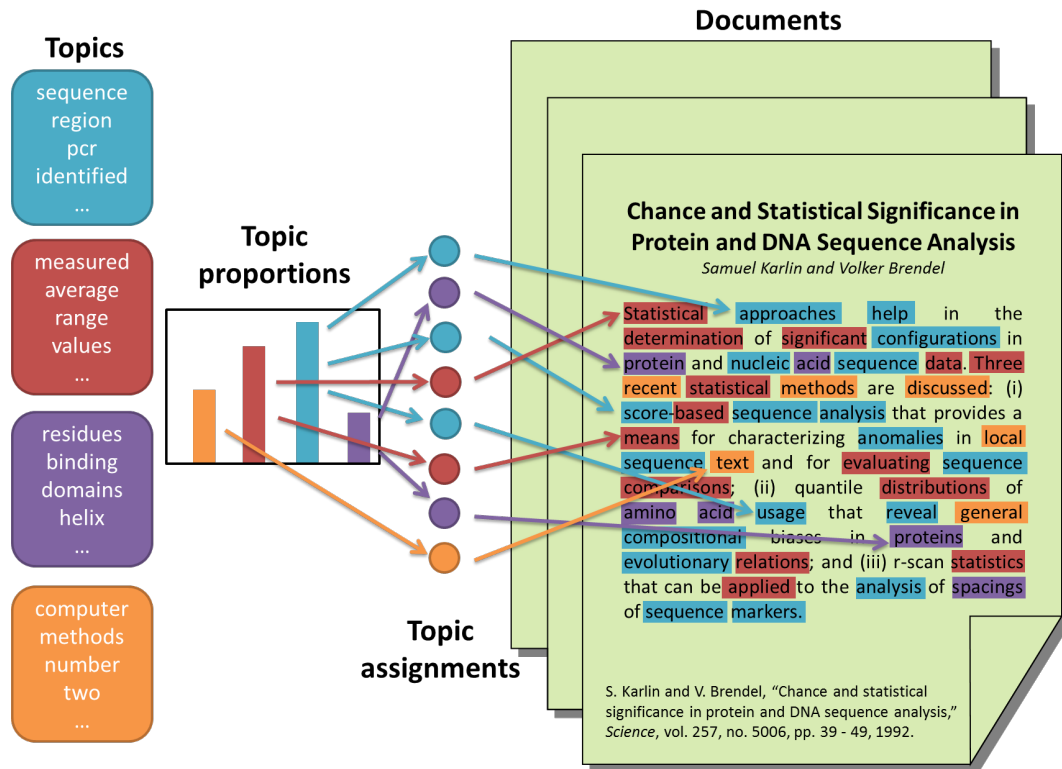 Topics
sequence
region
pcr
identified
...
measured
average
range
values
...
residues
binding
domains
helix
...
computer
methods
number
two
...
Topic
proportions
Topic
assignments
Documents
Chance and Statistical Significance in
Protein and DNA Sequence Analysis
Samuel Karlin and Volker Brendel
Statistical approaches help in the
determination of significant configurations in
protein and nucleic acid sequence data. Three
recent statistical methods are discussed: (i)
score-based sequence analysis that provides a
means for characterizing anomalies in local
sequence text and for evaluating sequence
comparisons; (ii) quantile distributions of
amino acid usage that reveal general
compositional biases in proteins and
evolutionary relations; and (iii) r-scan statistics
that can be applied to the analysis of spacings
of sequence markers.
S. Karlin and V. Brendel, “Chance and statistical
significance in protein and DNA sequence analysis,”
Science, vol. 257, no. 5006, pp. 39 - 49, 1992.